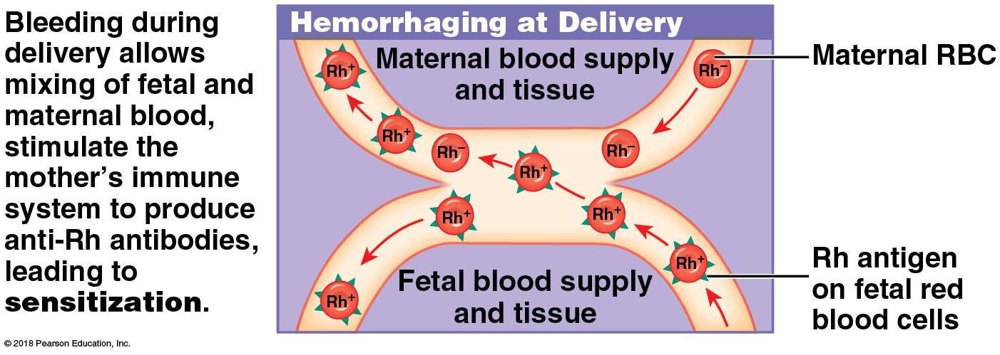 Bleeding during
delivery allows
mixing of fetal and
maternal blood,
stimulate the
mother's immune
system to produce
anti-Rh antibodies,
leading to
sensitization.
© 2018 Pearson Education, Inc.
Hemorrhaging at Delivery
Maternal blood supply
and tissue
Rh⁺
Rh⁻
Rh⁺
Rh⁻
Rh⁻
Rh⁺
Rh⁺
Rh⁺
Rh⁺
Rh⁺
Fetal blood supply
and tissue
Maternal RBC
Rh antigen
on fetal red
blood cells